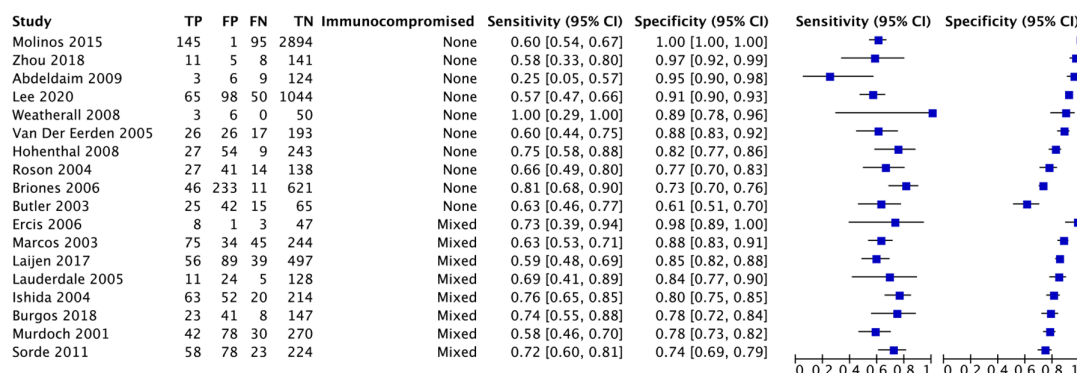 Study TP FP FN TN Immunocompromised Sensitivity (95% CI) Specificity (95% CI) Sensitivity (95% CI) Specificity (95% CI)
Molinos 2015 145 1 95 2894 None 0.60 [0.54, 0.67] 1.00 [1.00, 1.00]
Zhou 2018 11 5 8 141 None 0.58 [0.33, 0.80] 0.97 [0.92, 0.99]
Abdeldaim 2009 3 6 9 124 None 0.25 [0.05, 0.57] 0.95 [0.90, 0.98]
Lee 2020 65 98 50 1044 None 0.57 [0.47, 0.66] 0.91 [0.90, 0.93]
Weatherall 2008 3 6 0 50 None 1.00 [0.29, 1.00] 0.89 [0.78, 0.96]
Van Der Eerden 2005 26 26 17 193 None 0.60 [0.44, 0.75] 0.88 [0.83, 0.92]
Hohenthal 2008 27 54 9 243 None 0.75 [0.58, 0.88] 0.82 [0.77, 0.86]
Roson 2004 27 41 14 138 None 0.66 [0.49, 0.80] 0.77 [0.70, 0.83]
Briones 2006 46 233 11 621 None 0.81 [0.68, 0.90] 0.73 [0.70, 0.76]
Butler 2003 25 42 15 65 None 0.63 [0.46, 0.77] 0.61 [0.51, 0.70]
Ercis 2006 8 1 3 47 Mixed 0.73 [0.39, 0.94] 0.98 [0.89, 1.00]
Marcos 2003 75 34 45 244 Mixed 0.63 [0.53, 0.71] 0.88 [0.83, 0.91]
Laijen 2017 56 89 39 497 Mixed 0.59 [0.48, 0.69] 0.85 [0.82, 0.88]
Lauderdale 2005 11 24 5 128 Mixed 0.69 [0.41, 0.89] 0.84 [0.77, 0.90]
Ishida 2004 63 52 20 214 Mixed 0.76 [0.65, 0.85] 0.80 [0.75, 0.85]
Burgos 2018 23 41 8 147 Mixed 0.74 [0.55, 0.88] 0.78 [0.72, 0.84]
Murdoch 2001 42 78 30 270 Mixed 0.58 [0.46, 0.70] 0.78 [0.73, 0.82]
Sorde 2011 58 78 23 224 Mixed 0.72 [0.60, 0.81] 0.74 [0.69, 0.79]
0 0.2 0.4 0.6 0.8 1 0 0.2 0.4 0.6 0.8 1